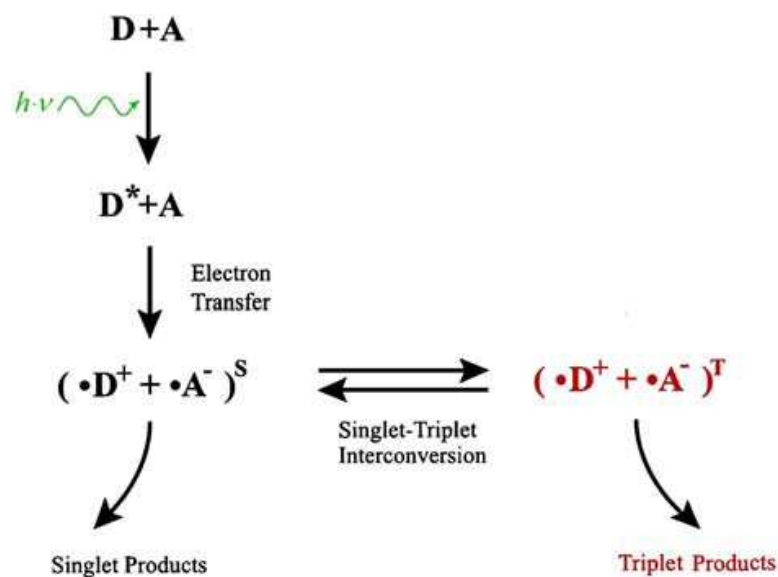 D+A
h·ν
D*+A
Electron
Transfer
( •D⁺ + •A⁻ )ˢ
( •D⁺ + •A⁻ )ᵀ
Singlet-Triplet
Interconversion
Singlet Products
Triplet Products